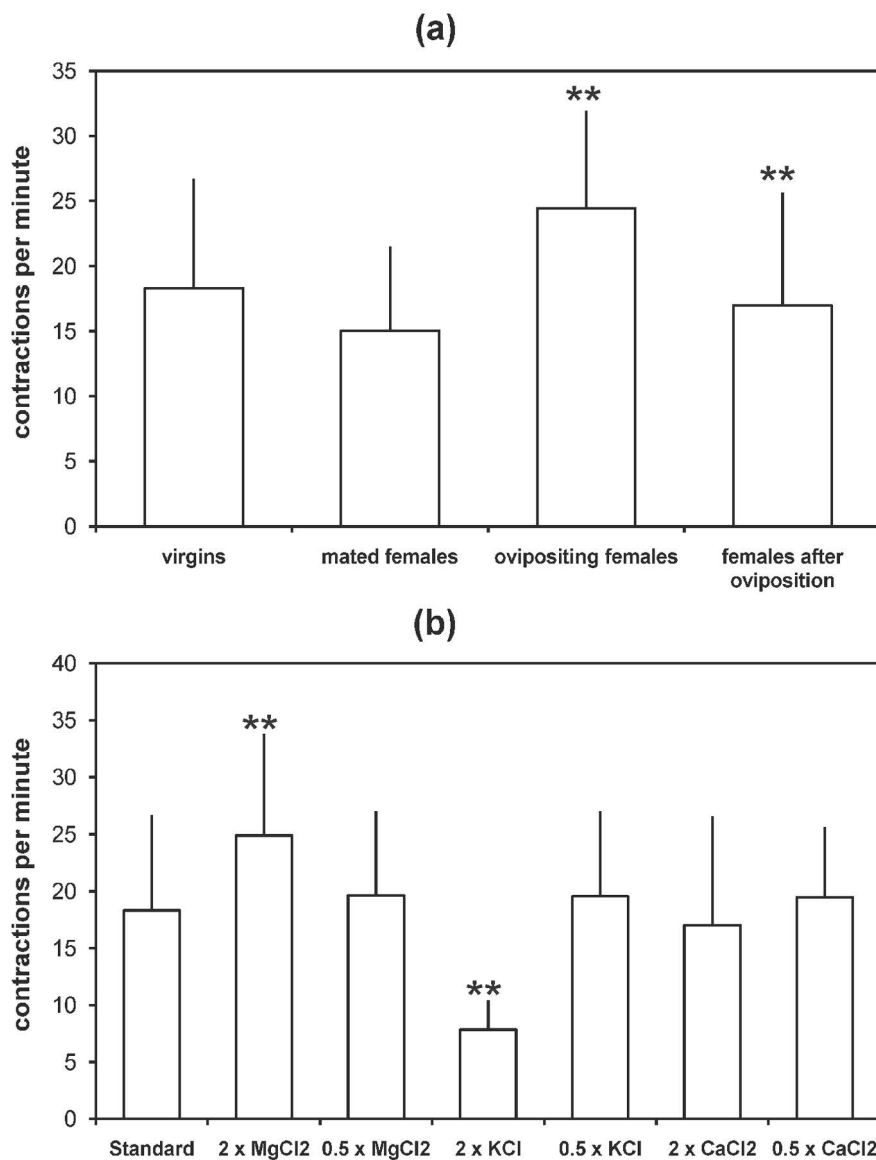 (a)
contractions per minute
35
30
25
20
15
10
5
0
**
**
virgins
mated females
ovipositing females
females after
oviposition
(b)
contractions per minute
40
35
30
25
20
15
10
5
0
**
**
Standard
2 x MgCl2
0.5 x MgCl2
2 x KCl
0.5 x KCl
2 x CaCl2
0.5 x CaCl2